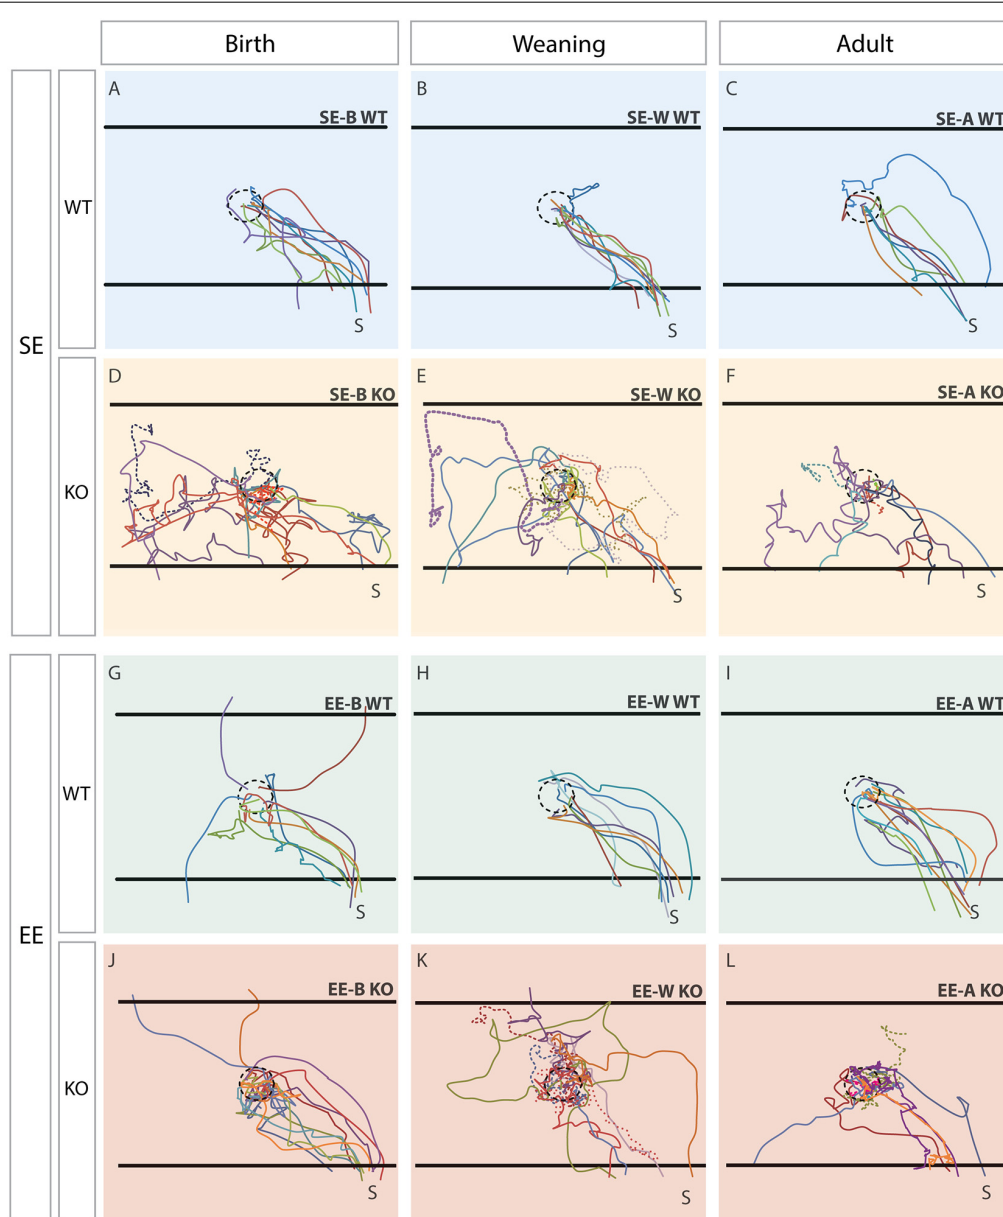 Birth Weaning Adult
A B C
SE-B WT SE-W WT SE-A WT
WT
S S S
SE
D E F
SE-B KO SE-W KO SE-A KO
KO
S S S
G H I
EE-B WT EE-W WT EE-A WT
WT
S S S
EE
J K L
EE-B KO EE-W KO EE-A KO
KO
S S S